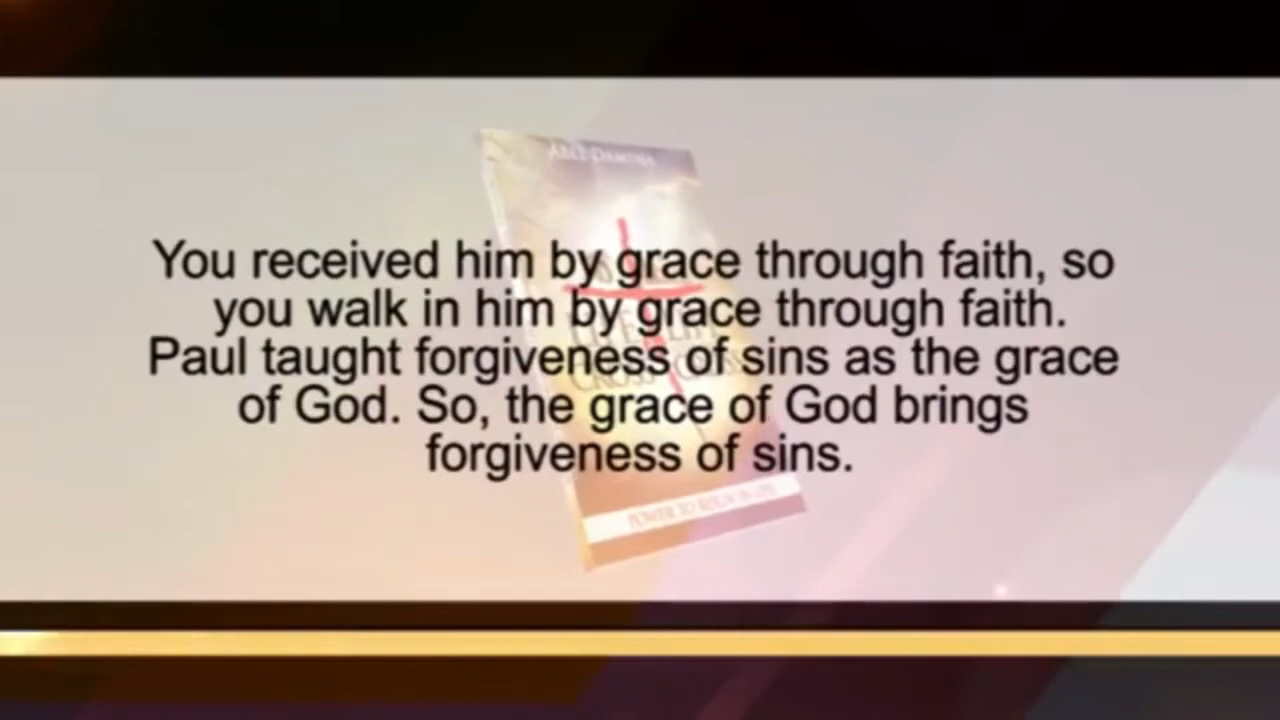 You received him by grace through faith, so
you walk in him by grace through faith.
Paul taught forgiveness of sins as the grace
of God. So, the grace of God brings
forgiveness of sins.